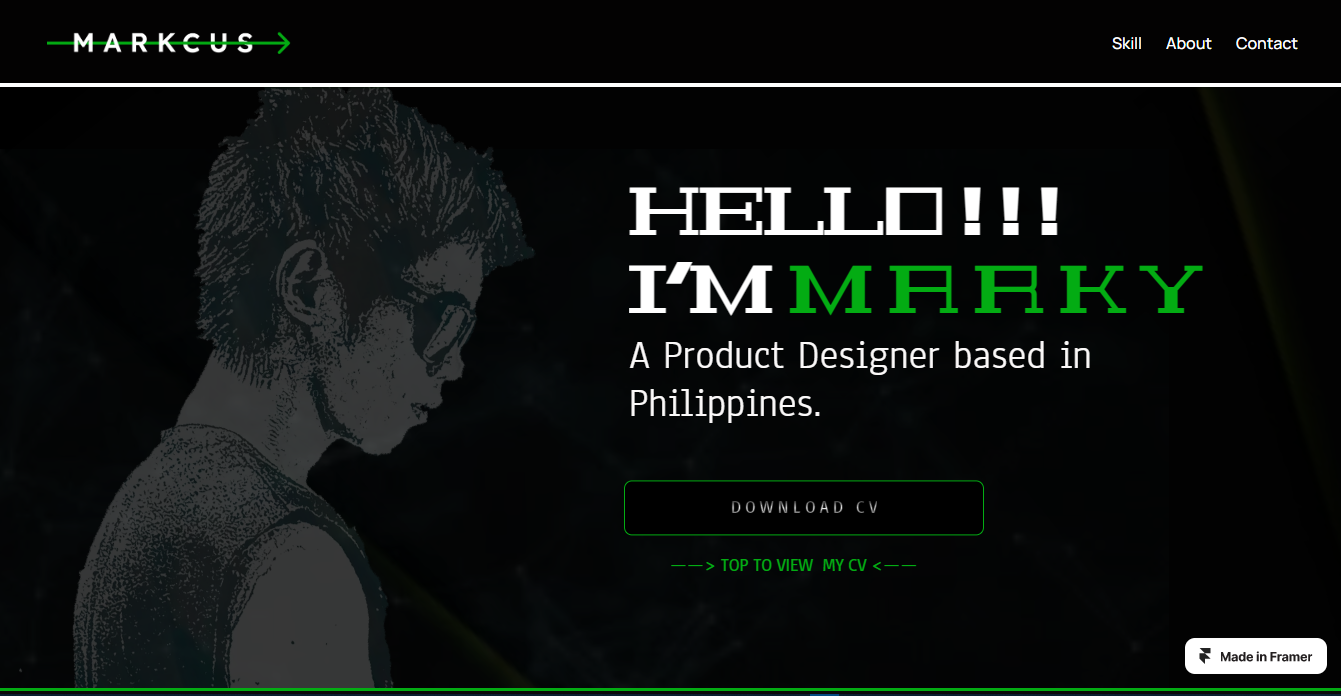 MARKCUS
Skill About Contact
HELLO!!!
I'M MARKY
A Product Designer based in
Philippines.
DOWNLOAD CV
——> TOP TO VIEW MY CV <——
Made in Framer